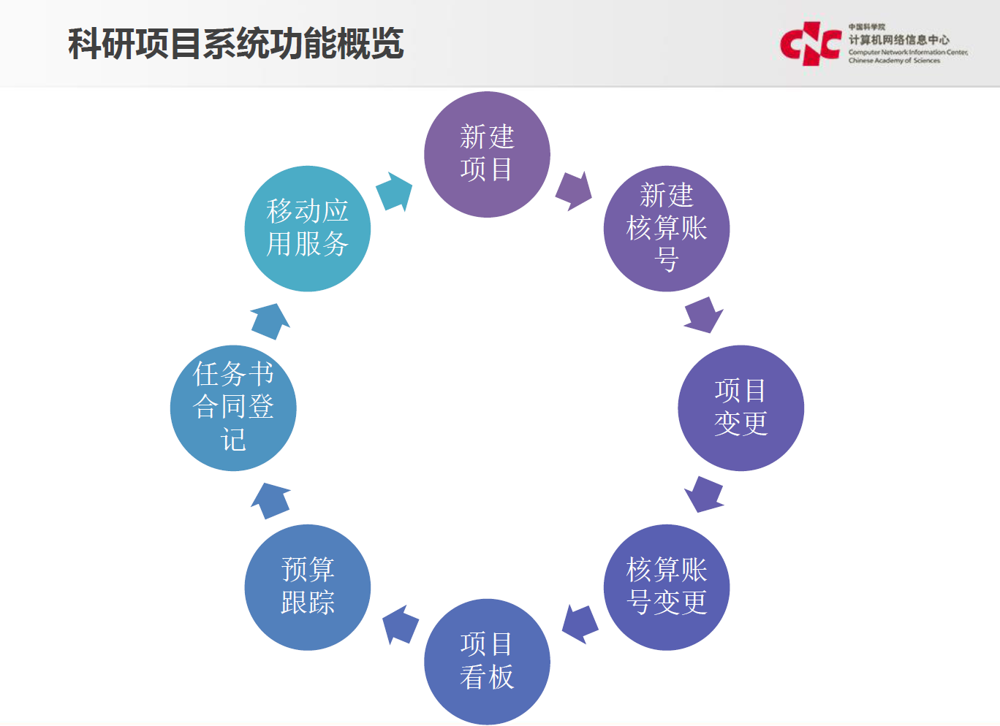 科研项目系统功能概览
中国科学院
计算机网络信息中心
Computer Network Information Center,
Chinese Academy of Sciences
新建
项目
新建
核算账
号
项目
变更
核算账
号变更
项目
看板
预算
跟踪
任务书
合同登
记
移动应
用服务